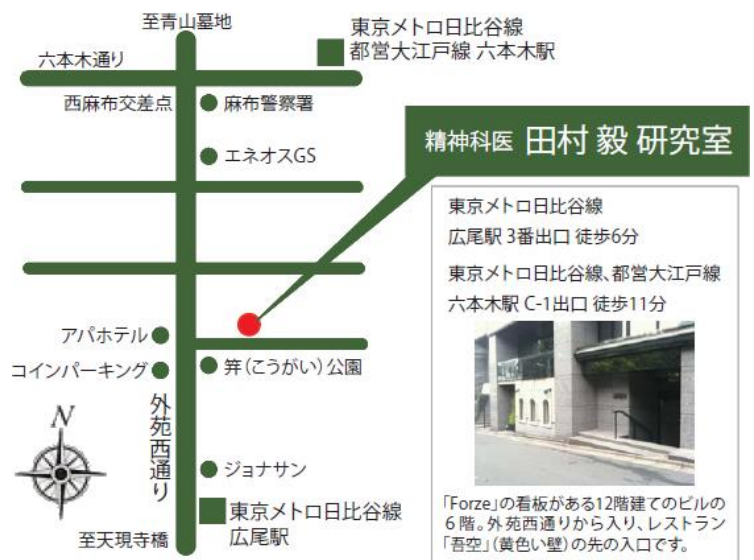 至青山墓地
東京メトロ日比谷線
都営大江戸線 六本木駅
六本木通り
西麻布交差点
麻布警察署
エネオスGS
精神科医 田村 毅 研究室
東京メトロ日比谷線
広尾駅 3番出口 徒歩6分
東京メトロ日比谷線、都営大江戸線
六本木駅 C-1出口 徒歩11分
アパホテル
コインパーキング
笄(こうがい)公園
N
外苑西通り
ジョナサン
東京メトロ日比谷線
広尾駅
至天現寺橋
「Forze」の看板がある12階建てのビルの
6階。外苑西通りから入り、レストラン
「吾空」(黄色い壁)の先の入口です。